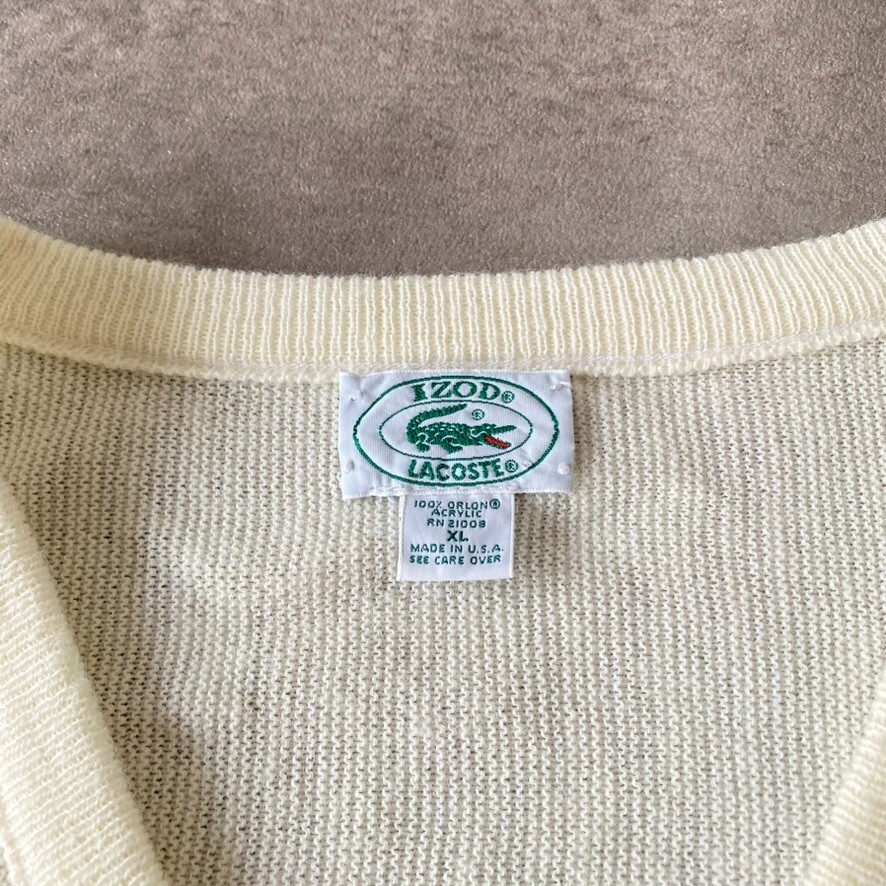 IZOD®
®
LACOSTE®
100% ORLON®
ACRYLIC
RN 21008
XL
MADE IN U.S.A.
SEE CARE OVER